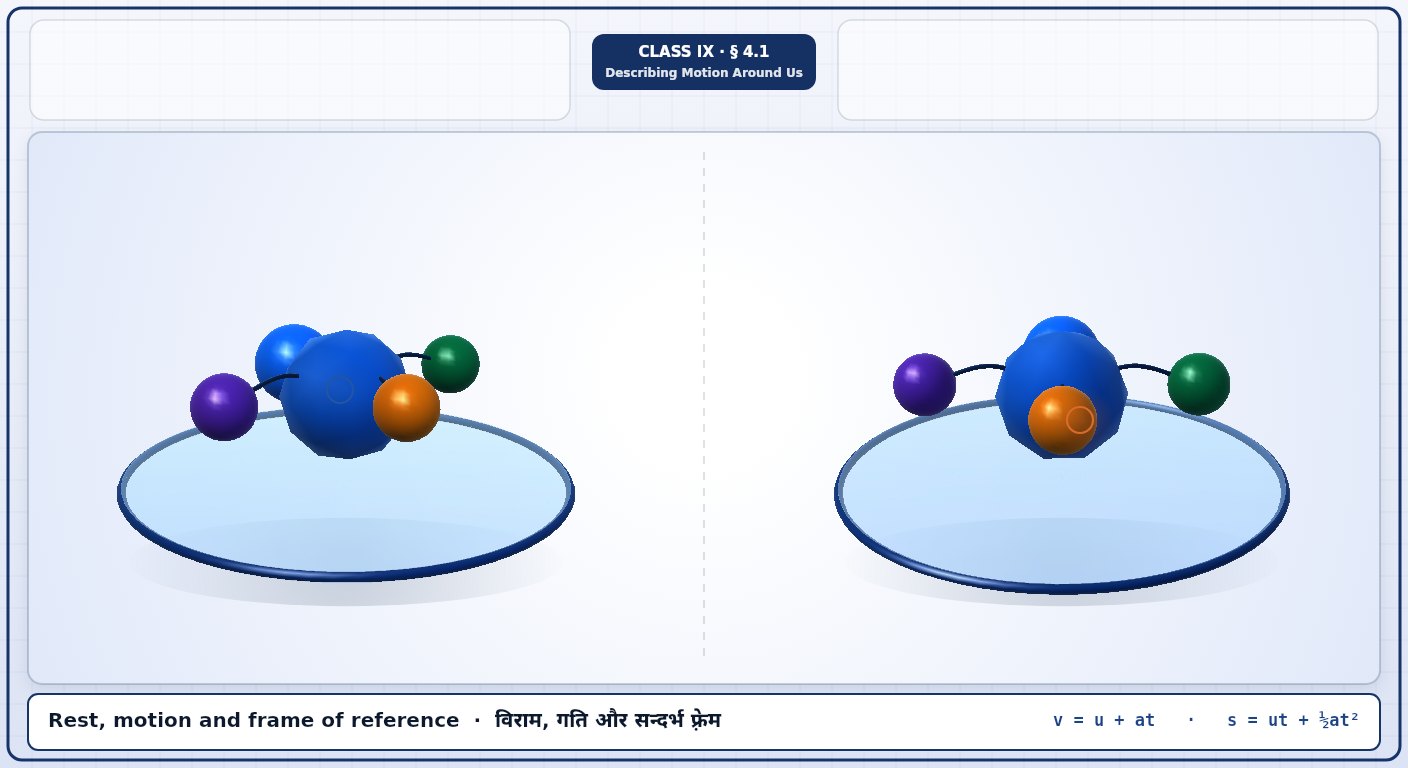 CLASS IX · § 4.1
Describing Motion Around Us
Rest, motion and frame of reference · विराम, गति और सन्दर्भ फ़्रेम
v = u + at · s = ut + ½at²